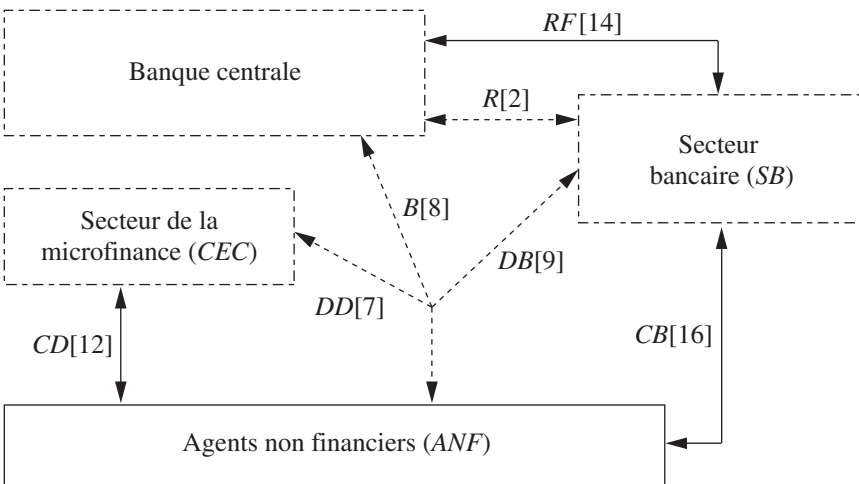 RF[14]
Banque centrale
R[2]
Secteur
bancaire (SB)
Secteur de la
microfinance (CEC)
B[8]
DB[9]
DD[7]
CD[12]
CB[16]
Agents non financiers (ANF)